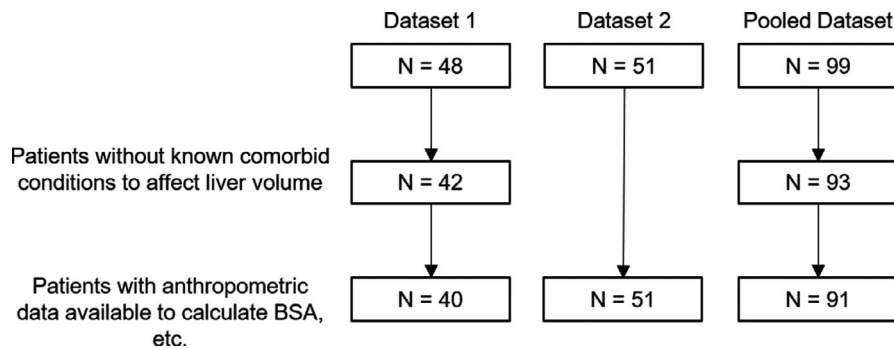 Dataset 1
Dataset 2
Pooled Dataset
N = 48
N = 51
N = 99
Patients without known comorbid
conditions to affect liver volume
N = 42
N = 93
Patients with anthropometric
data available to calculate BSA,
etc.
N = 40
N = 51
N = 91